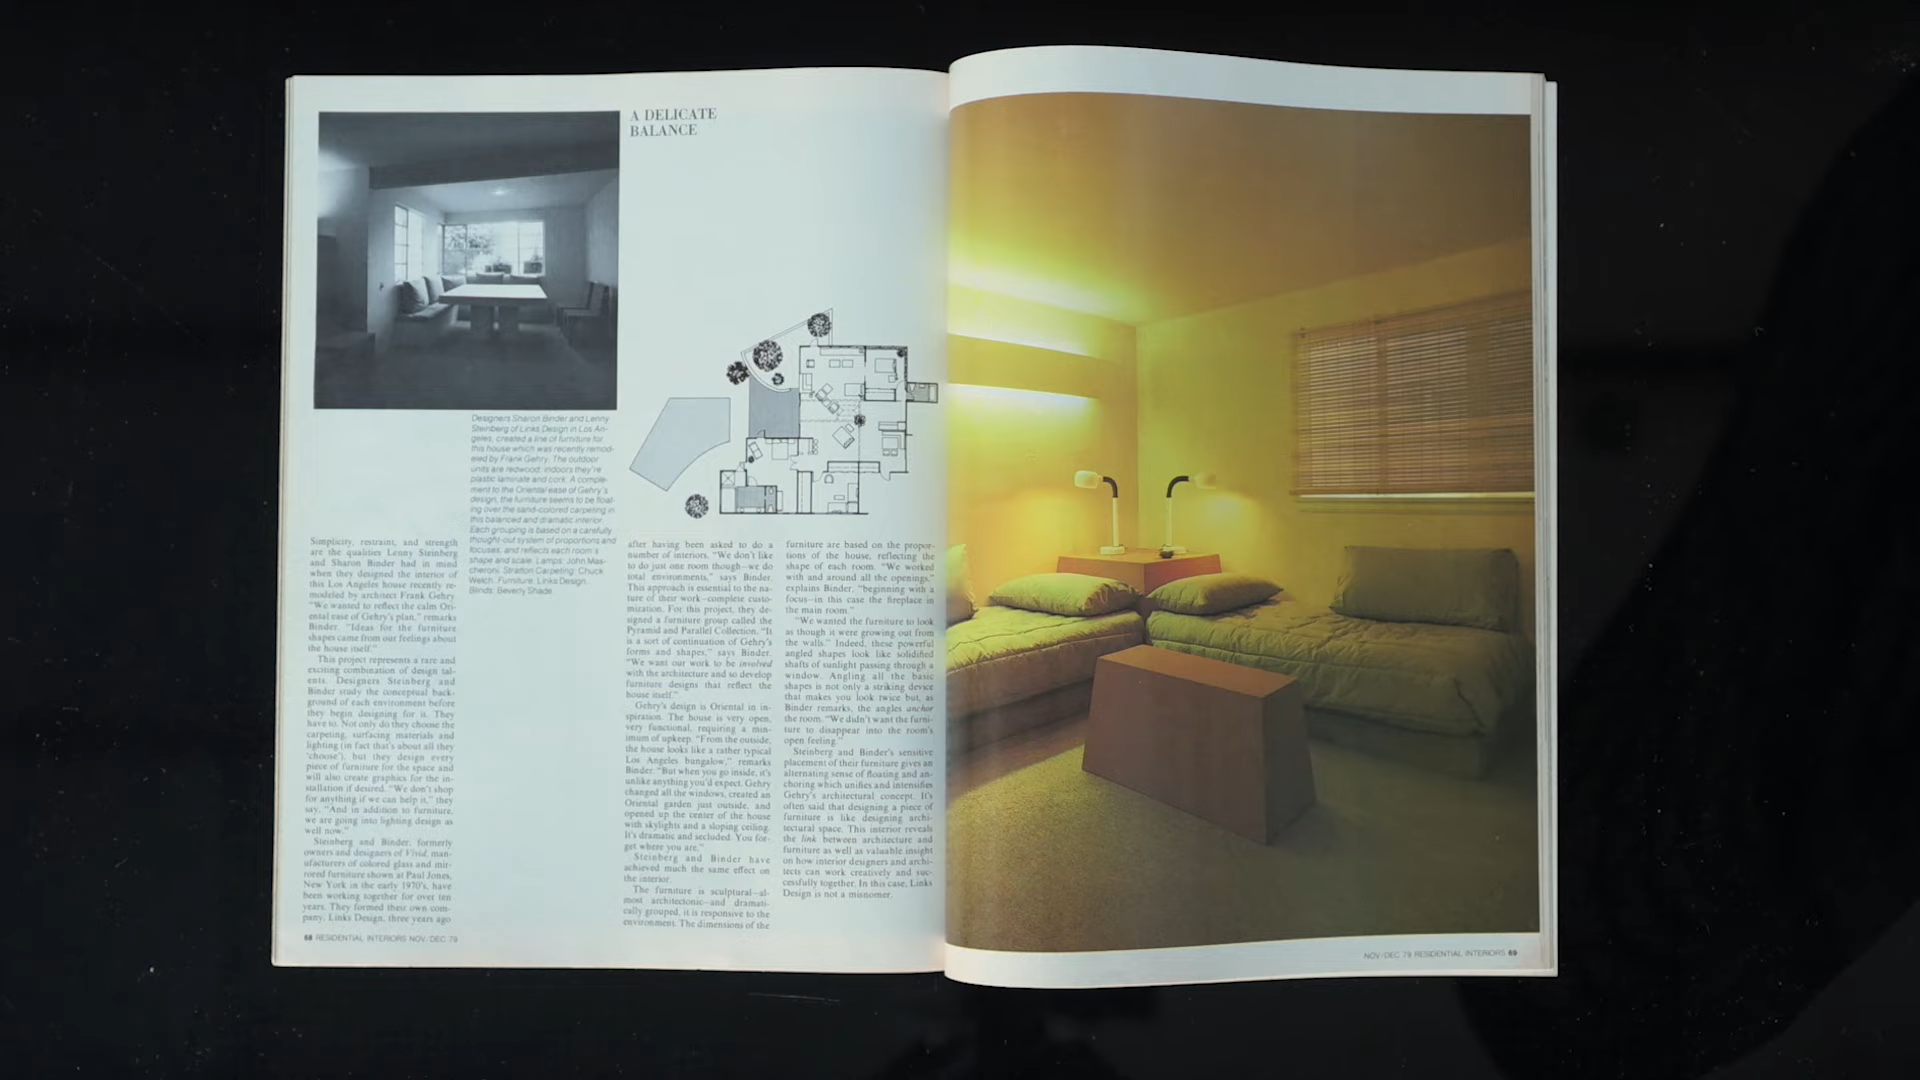 A DELICATE
BALANCE
Designers Sharon Binder and Lenny
Steinberg of Links Design in Los An-
geles, created a line of furniture for
this house which was recently remod-
eled by Frank Gehry. The outdoor
units are redwood: indoors they're
plastic laminate and cork. A comple-
ment to the Oriental ease of Gehry's
design, the furniture seems to be float-
ing over the sand-colored carpeting in
this balanced and dramatic interior.
Each grouping is based on a carefully
thought-out system of proportions and
focuses, and reflects each room's
shape and scale. Lamps: John Mas-
cheroni. Stratton Carpeting: Chuck
Welch. Furniture: Links Design.
Blinds: Beverly Shade.
Simplicity, restraint, and strength
are the qualities Lenny Steinberg
and Sharon Binder had in mind
when they designed the interior of
this Los Angeles house recently re-
modeled by architect Frank Gehry.
"We wanted to reflect the calm Ori-
ental ease of Gehry's plan," remarks
Binder. "Ideas for the furniture
shapes came from our feelings about
the house itself."
This project represents a rare and
exciting combination of design tal-
ents. Designers Steinberg and
Binder study the conceptual back-
ground of each environment before
they begin designing for it. They
have to. Not only do they choose the
carpeting, surfacing materials and
lighting (in fact that's about all they
'choose'), but they design every
piece of furniture for the space and
will also create graphics for the in-
stallation if desired. "We don't shop
for anything if we can help it," they
say. "And in addition to furniture,
we are going into lighting design as
well now."
Steinberg and Binder, formerly
owners and designers of Vivid, man-
ufacturers of colored glass and mir-
rored furniture shown at Paul Jones,
New York in the early 1970's, have
been working together for over ten
years. They formed their own com-
pany, Links Design, three years ago
after having been asked to do a
number of interiors. "We don't like
to do just one room though—we do
total environments," says Binder.
This approach is essential to the na-
ture of their work—complete custo-
mization. For this project, they de-
signed a furniture group called the
Pyramid and Parallel Collection. "It
is a sort of continuation of Gehry's
forms and shapes," says Binder.
"We want our work to be involved
with the architecture and so develop
furniture designs that reflect the
house itself."
Gehry's design is Oriental in in-
spiration. The house is very open,
very functional, requiring a min-
imum of upkeep. "From the outside,
the house looks like a rather typical
Los Angeles bungalow," remarks
Binder. "But when you go inside, it's
unlike anything you'd expect. Gehry
changed all the windows, created an
Oriental garden just outside, and
opened up the center of the house
with skylights and a sloping ceiling.
It's dramatic and secluded. You for-
get where you are."
Steinberg and Binder have
achieved much the same effect on
the interior.
The furniture is sculptural—al-
most architectonic—and dramati-
cally grouped, it is responsive to the
environment. The dimensions of the
furniture are based on the propor-
tions of the house, reflecting the
shape of each room. "We worked
with and around all the openings,"
explains Binder, "beginning with a
focus—in this case the fireplace in
the main room."
"We wanted the furniture to look
as though it were growing out from
the walls." Indeed, these powerful
angled shapes look like solidified
shafts of sunlight passing through a
window. Angling all the basic
shapes is not only a striking device
that makes you look twice but, as
Binder remarks, the angles anchor
the room. "We didn't want the furni-
ture to disappear into the room's
open feeling."
Steinberg and Binder's sensitive
placement of their furniture gives an
alternating sense of floating and an-
choring which unifies and intensifies
Gehry's architectural concept. It's
often said that designing a piece of
furniture is like designing archi-
tectural space. This interior reveals
the link between architecture and
furniture as well as valuable insight
on how interior designers and archi-
tects can work creatively and suc-
cessfully together. In this case, Links
Design is not a misnomer.
68 RESIDENTIAL INTERIORS NOV/DEC 79
NOV/DEC 79 RESIDENTIAL INTERIORS 69